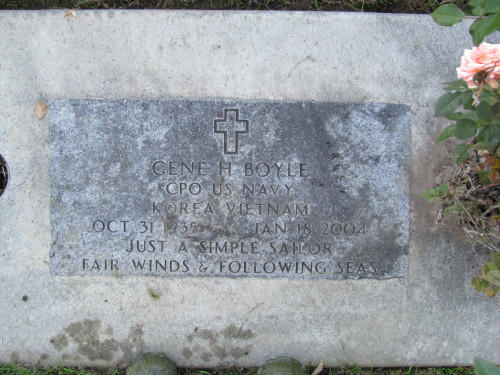 GENE H BOYLE
CPO US NAVY
KOREA VIETNAM
OCT 31 1935 JAN 18 2004
JUST A SIMPLE SAILOR
FAIR WINDS & FOLLOWING SEAS